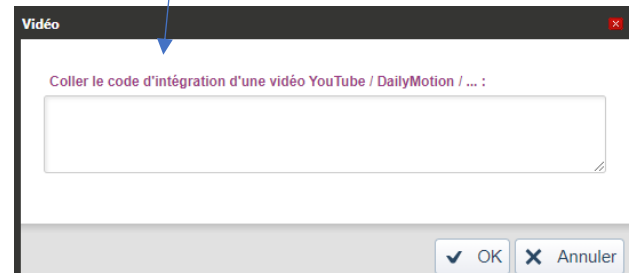 Vidéo
Coller le code d'intégration d'une vidéo YouTube / DailyMotion / ... :
OK
Annuler